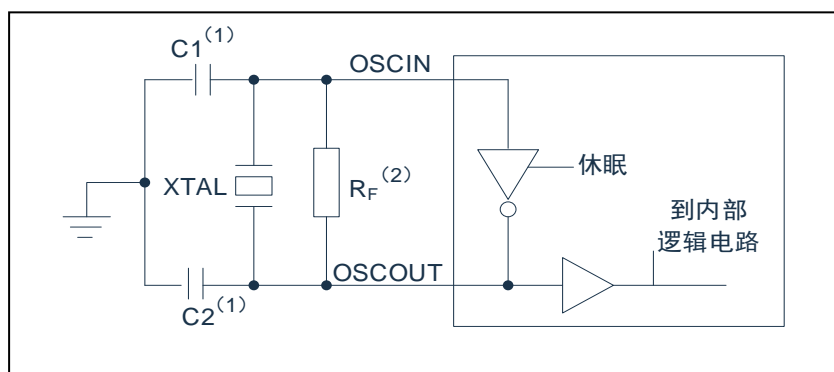 C1(1)
OSCIN
XTAL
RF(2)
休眠
到内部
逻辑电路
OSCOUT
C2(1)